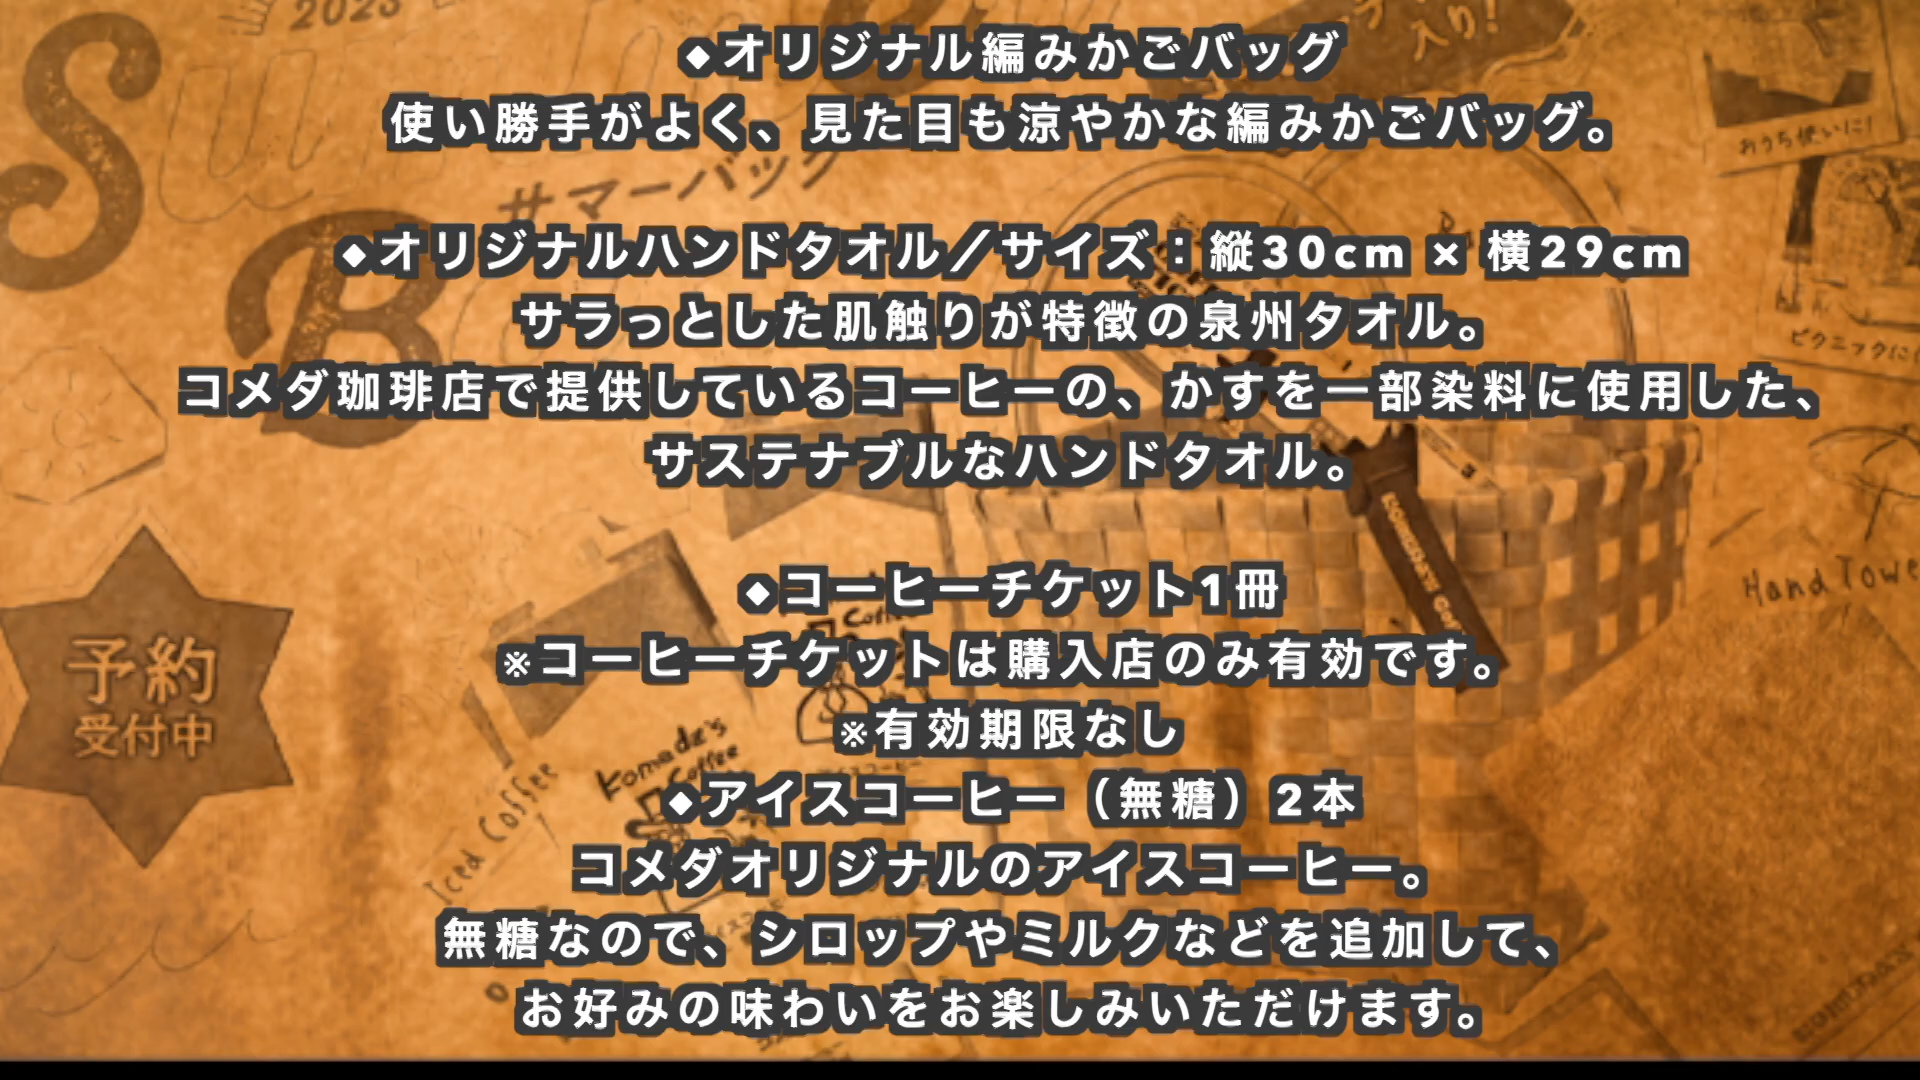 2023
入り!
◆オリジナル編みかごバッグ
使い勝手がよく、見た目も涼やかな編みかごバッグ。
おうち使いに!
サマーバッグ
◆オリジナルハンドタオル／サイズ：縦30cm × 横29cm
サラっとした肌触りが特徴の泉州タオル。
ピクニックに
コメダ珈琲店で提供しているコーヒーの、かすを一部染料に使用した、
サステナブルなハンドタオル。
Hand Towe
◆コーヒーチケット1冊
※コーヒーチケットは購入店のみ有効です。
予約
受付中
※有効期限なし
Komeda's
Coffee
◆アイスコーヒー（無糖）2本
Iced Coffee
コメダオリジナルのアイスコーヒー。
無糖なので、シロップやミルクなどを追加して、
お好みの味わいをお楽しみいただけます。